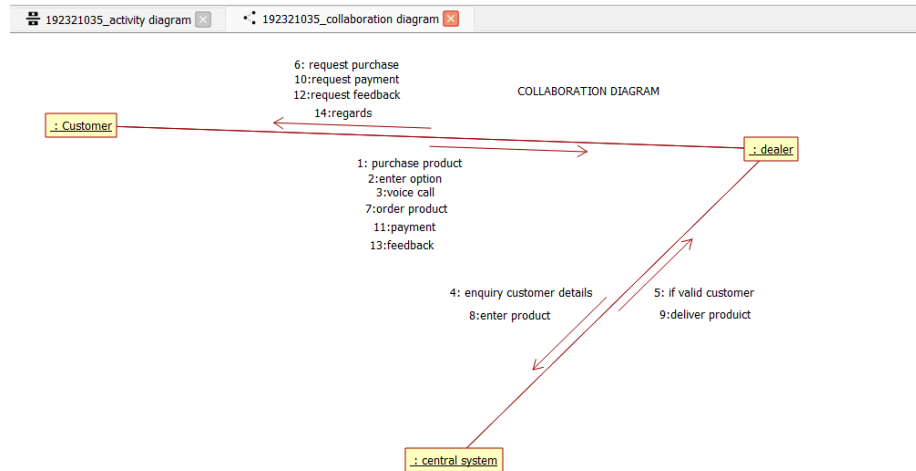 192321035_activity diagram
192321035_collaboration diagram
6: request purchase
10:request payment
12:request feedback
14:regards
COLLABORATION DIAGRAM
: Customer
: dealer
1: purchase product
2:enter option
3:voice call
7:order product
11:payment
13:feedback
4: enquiry customer details
8:enter product
5: if valid customer
9:deliver produict
: central system